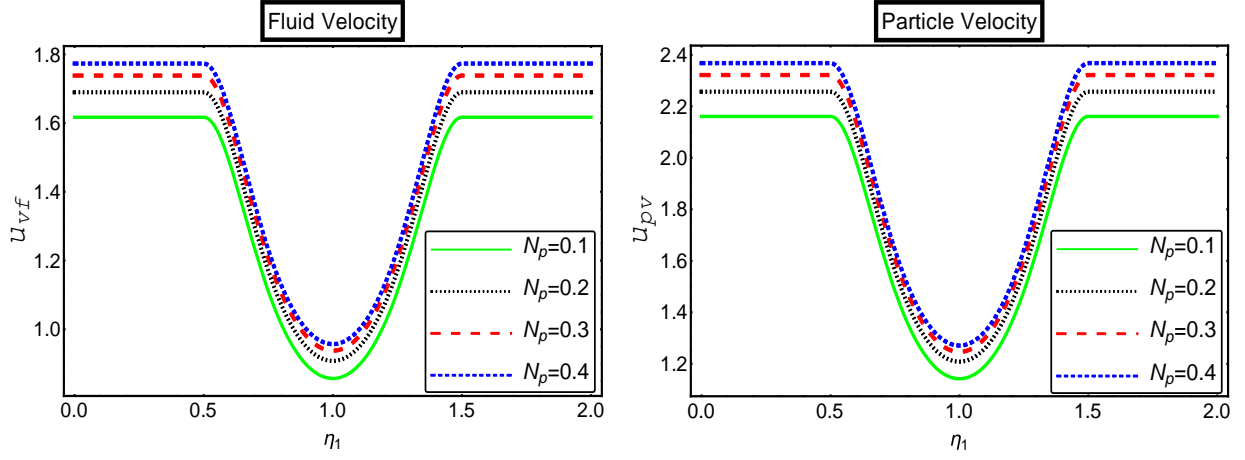 Fluid Velocity
1.8
1.6
1.4
1.2
1.0
u_vf
N_p=0.1
N_p=0.2
N_p=0.3
N_p=0.4
0.0 0.5 1.0 1.5 2.0
η_1
Particle Velocity
2.4
2.2
2.0
1.8
1.6
1.4
1.2
u_pv
N_p=0.1
N_p=0.2
N_p=0.3
N_p=0.4
0.0 0.5 1.0 1.5 2.0
η_1